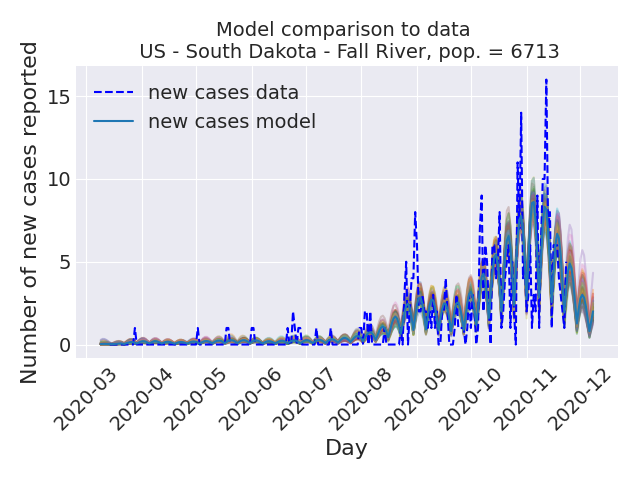 Model comparison to data
US - South Dakota - Fall River, pop. = 6713
Number of new cases reported
15
10
5
0
new cases data
new cases model
2020-03
2020-04
2020-05
2020-06
2020-07
2020-08
2020-09
2020-10
2020-11
2020-12
Day